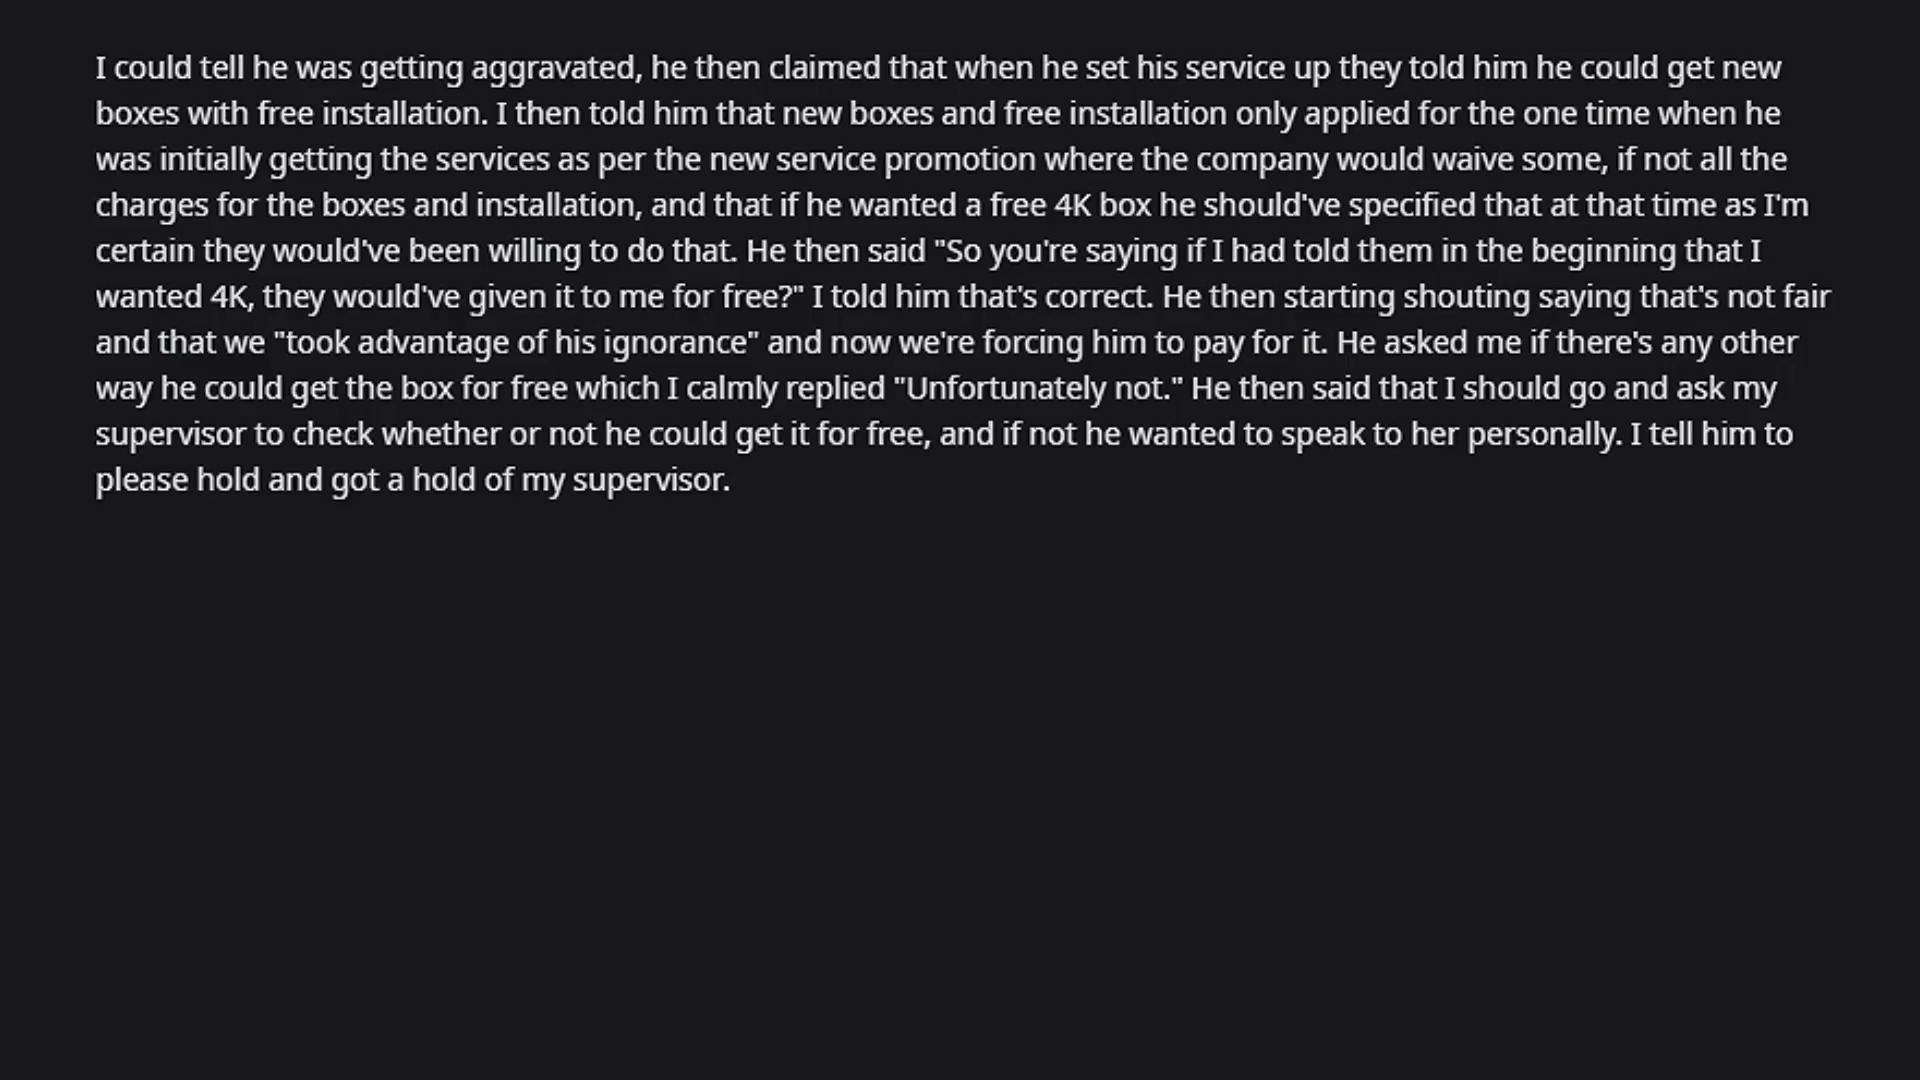 I could tell he was getting aggravated, he then claimed that when he set his service up they told him he could get new
boxes with free installation. I then told him that new boxes and free installation only applied for the one time when he
was initially getting the services as per the new service promotion where the company would waive some, if not all the
charges for the boxes and installation, and that if he wanted a free 4K box he should've specified that at that time as I'm
certain they would've been willing to do that. He then said "So you're saying if I had told them in the beginning that I
wanted 4K, they would've given it to me for free?" I told him that's correct. He then starting shouting saying that's not fair
and that we "took advantage of his ignorance" and now we're forcing him to pay for it. He asked me if there's any other
way he could get the box for free which I calmly replied "Unfortunately not." He then said that I should go and ask my
supervisor to check whether or not he could get it for free, and if not he wanted to speak to her personally. I tell him to
please hold and got a hold of my supervisor.